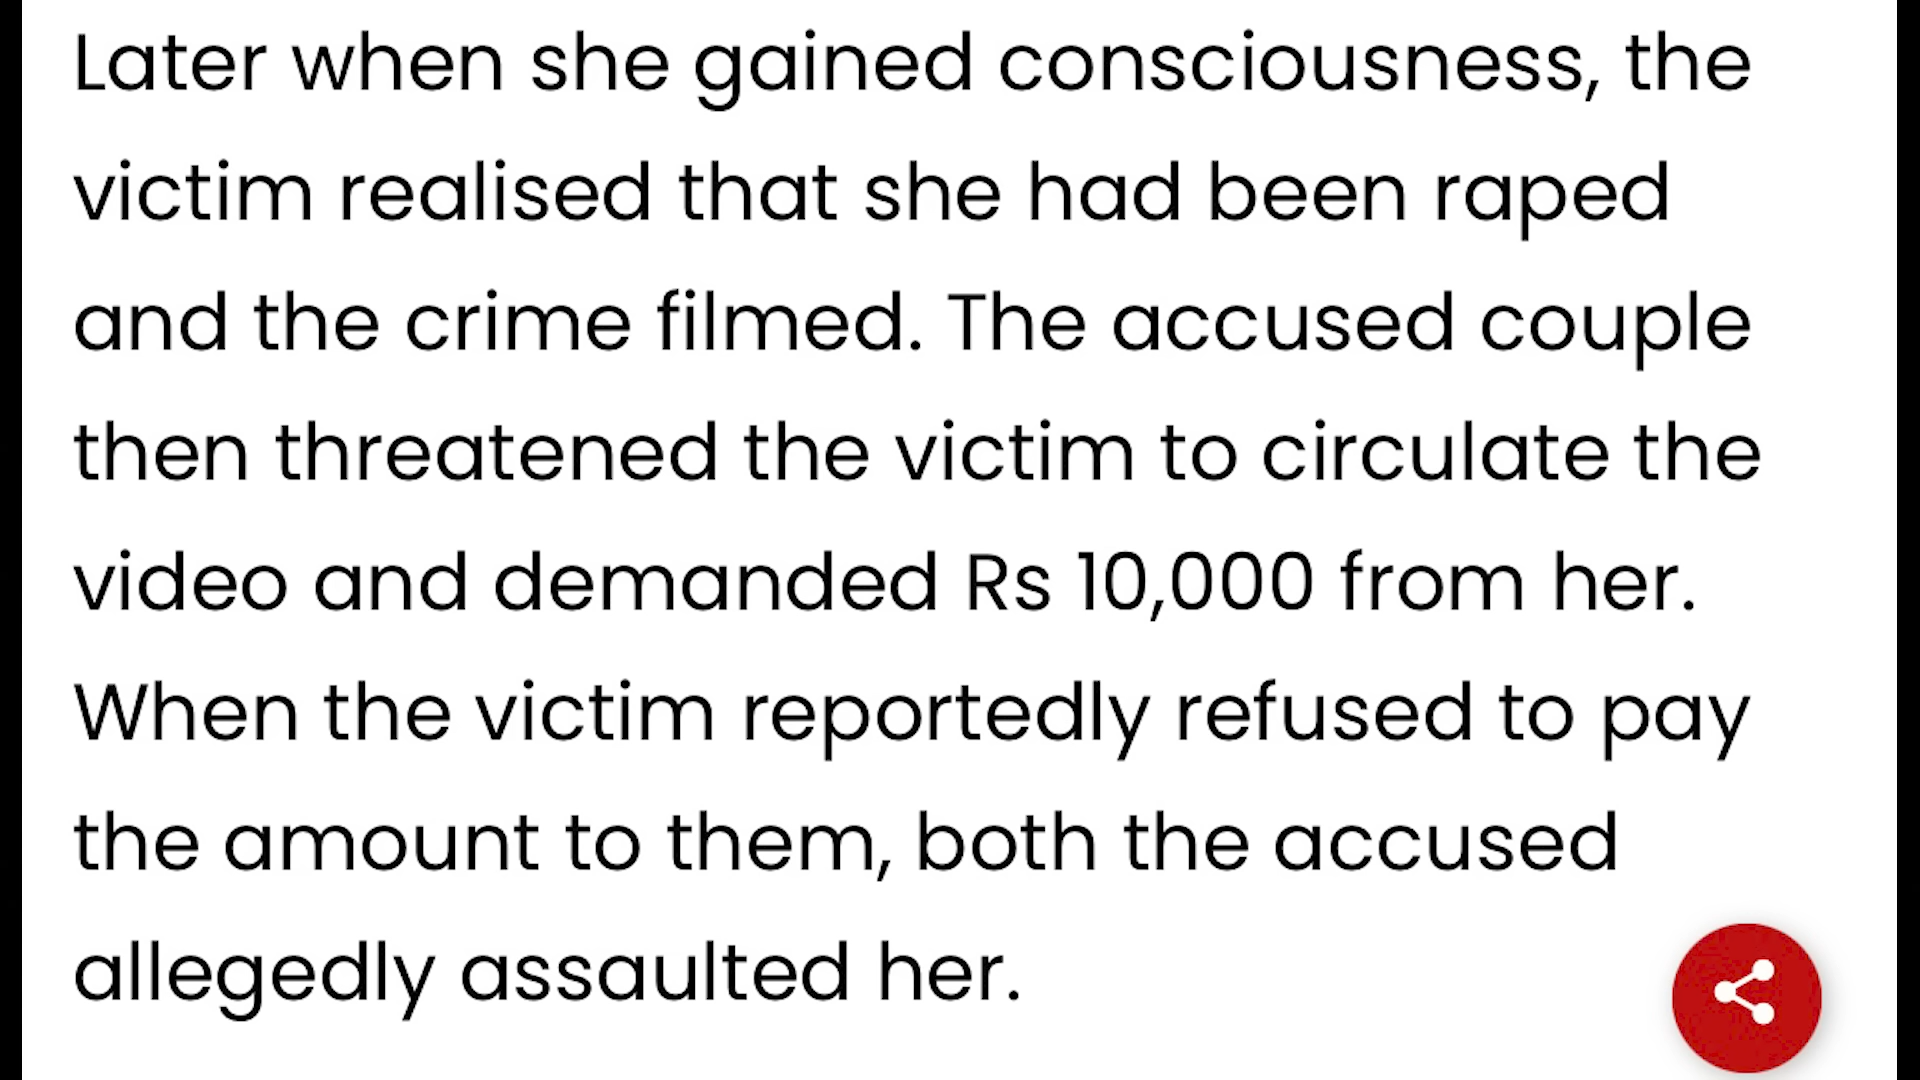 Later when she gained consciousness, the
victim realised that she had been raped
and the crime filmed. The accused couple
then threatened the victim to circulate the
video and demanded Rs 10,000 from her.
When the victim reportedly refused to pay
the amount to them, both the accused
allegedly assaulted her.